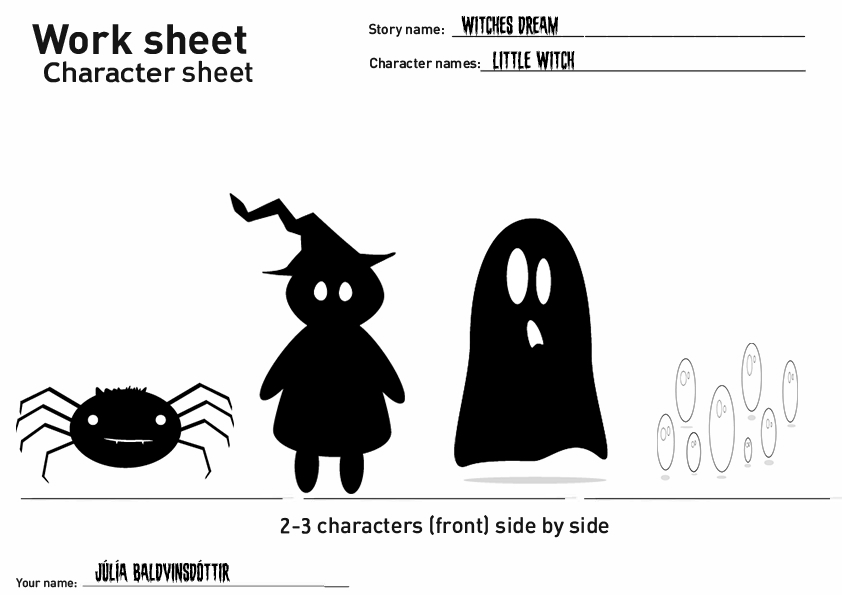 Work sheet
Character sheet
Story name: WITCHES DREAM
Character names: LITTLE WITCH
2-3 characters (front) side by side
Your name: JÚLÍA BALDVINSDÓTTIR